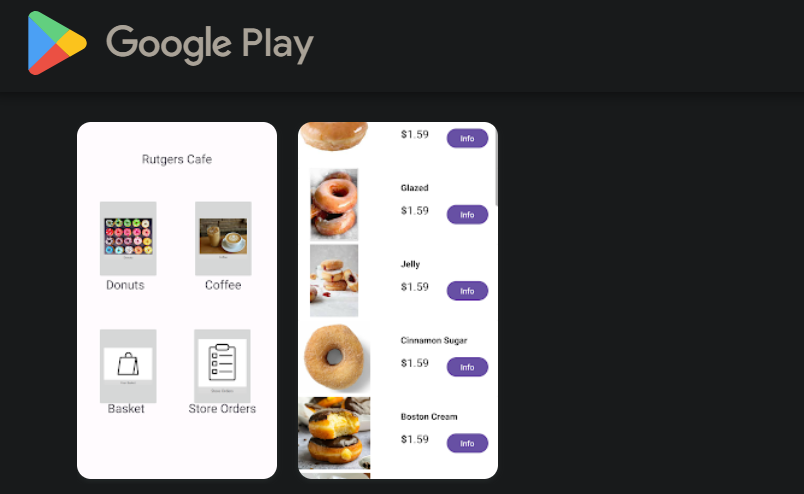 Google Play
Rutgers Cafe
Donuts
Coffee
Basket
Store Orders
$1.59
Info
Glazed
$1.59
Info
Jelly
$1.59
Info
Cinnamon Sugar
$1.59
Info
Boston Cream
$1.59
Info